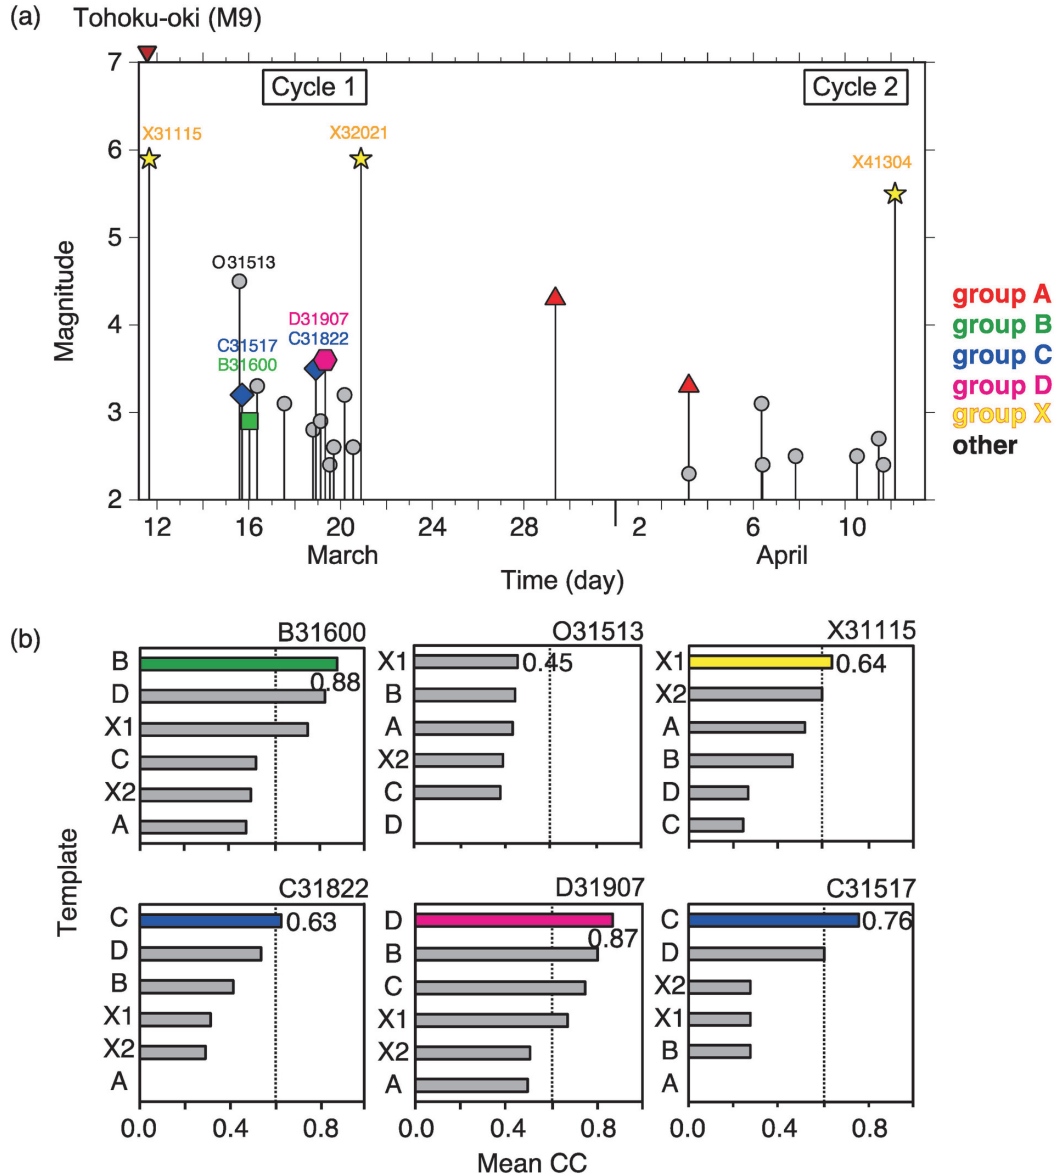 (a) Tohoku-oki (M9)
7
Cycle 1
Cycle 2
X31115
X32021
X41304
6
5
O31513
D31907
C31822
C31517
B31600
4
3
2
Magnitude
12 16 20 24 28 2 6 10
March April
Time (day)
group A
group B
group C
group D
group X
other
(b)
B31600
B
0.88
D
X1
C
X2
A
O31513
X1 0.45
B
A
X2
C
D
X31115
X1 0.64
X2
A
B
D
C
Template
C31822
C 0.63
D
B
X1
X2
A
0.0 0.4 0.8
D31907
D
0.87
B
C
X1
X2
A
0.0 0.4 0.8
C31517
C 0.76
D
X2
X1
B
A
0.0 0.4 0.8
Mean CC